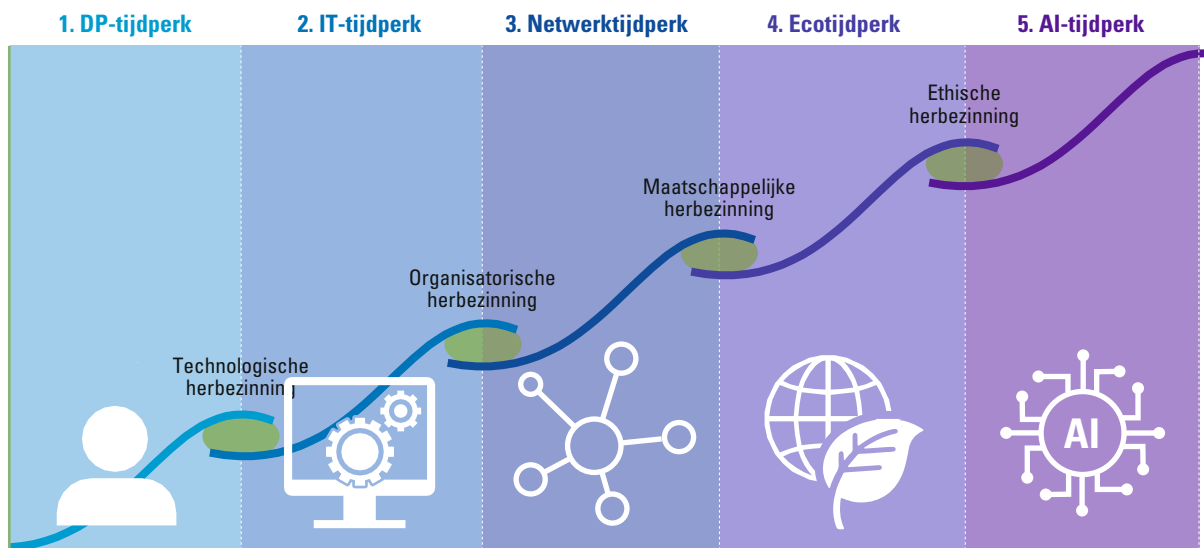 1. DP-tijdperk
2. IT-tijdperk
3. Netwerktijdperk
4. Ecotijdperk
5. AI-tijdperk
Technologische
herbezinning
Organisatorische
herbezinning
Maatschappelijke
herbezinning
Ethische
herbezinning
AI